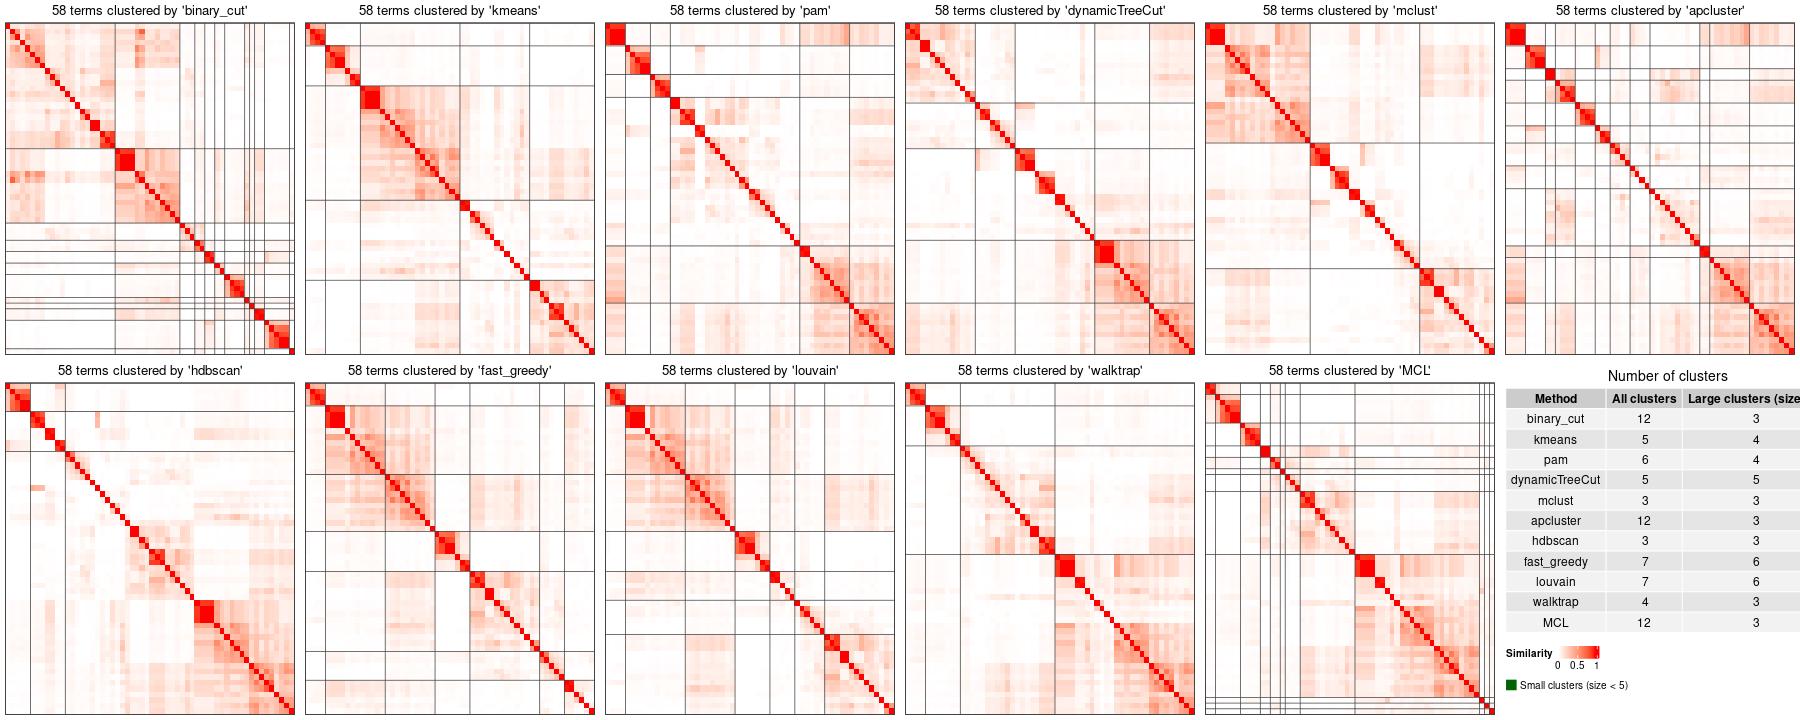 58 terms clustered by 'binary_cut'
58 terms clustered by 'kmeans'
58 terms clustered by 'pam'
58 terms clustered by 'dynamicTreeCut'
58 terms clustered by 'mclust'
58 terms clustered by 'apcluster'
58 terms clustered by 'hdbscan'
58 terms clustered by 'fast_greedy'
58 terms clustered by 'louvain'
58 terms clustered by 'walktrap'
58 terms clustered by 'MCL'
Number of clusters
Method All clusters Large clusters (size
binary_cut 12 3
kmeans 5 4
pam 6 4
dynamicTreeCut 5 5
mclust 3 3
apcluster 12 3
hdbscan 3 3
fast_greedy 7 6
louvain 7 6
walktrap 4 3
MCL 12 3
Similarity
0 0.5 1
Small clusters (size < 5)